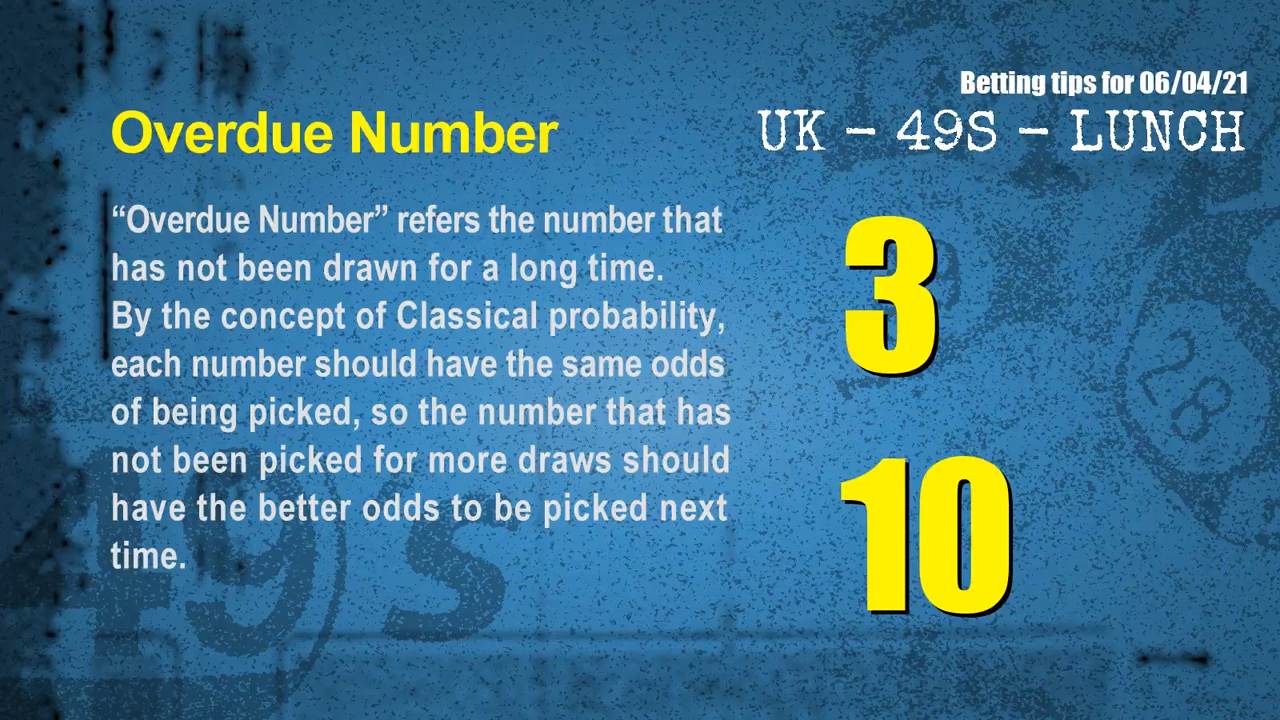 Betting tips for 06/04/21
UK - 49S - LUNCH
Overdue Number
“Overdue Number” refers the number that
has not been drawn for a long time.
By the concept of Classical probability,
each number should have the same odds
of being picked, so the number that has
not been picked for more draws should
have the better odds to be picked next
time.
3
10
28
49's